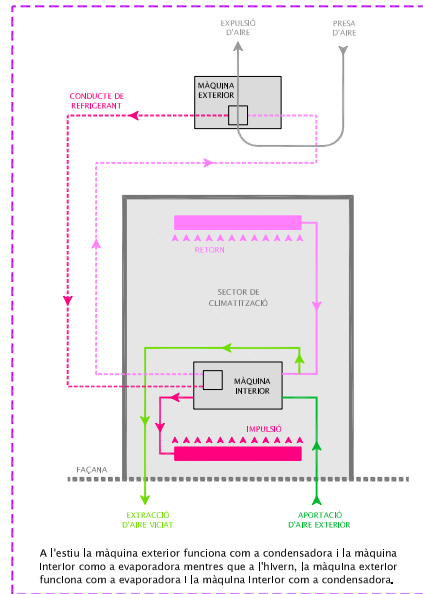 EXPULSIÓ
D'AIRE
PRESA
D'AIRE
MÀQUINA
EXTERIOR
CONDUCTE DE
REFRIGERANT
RETORN
SECTOR DE
CLIMATITZACIÓ
MÀQUINA
INTERIOR
IMPULSIÓ
FAÇANA
EXTRACCIÓ
D'AIRE VICIAT
APORTACIÓ
D'AIRE EXTERIOR
A l'estiu la màquina exterior funciona com a condensadora i la màquina
interior como a evaporadora mentres que a l'hivern, la màquina exterior
funciona com a evaporadora i la màquina interior com a condensadora.